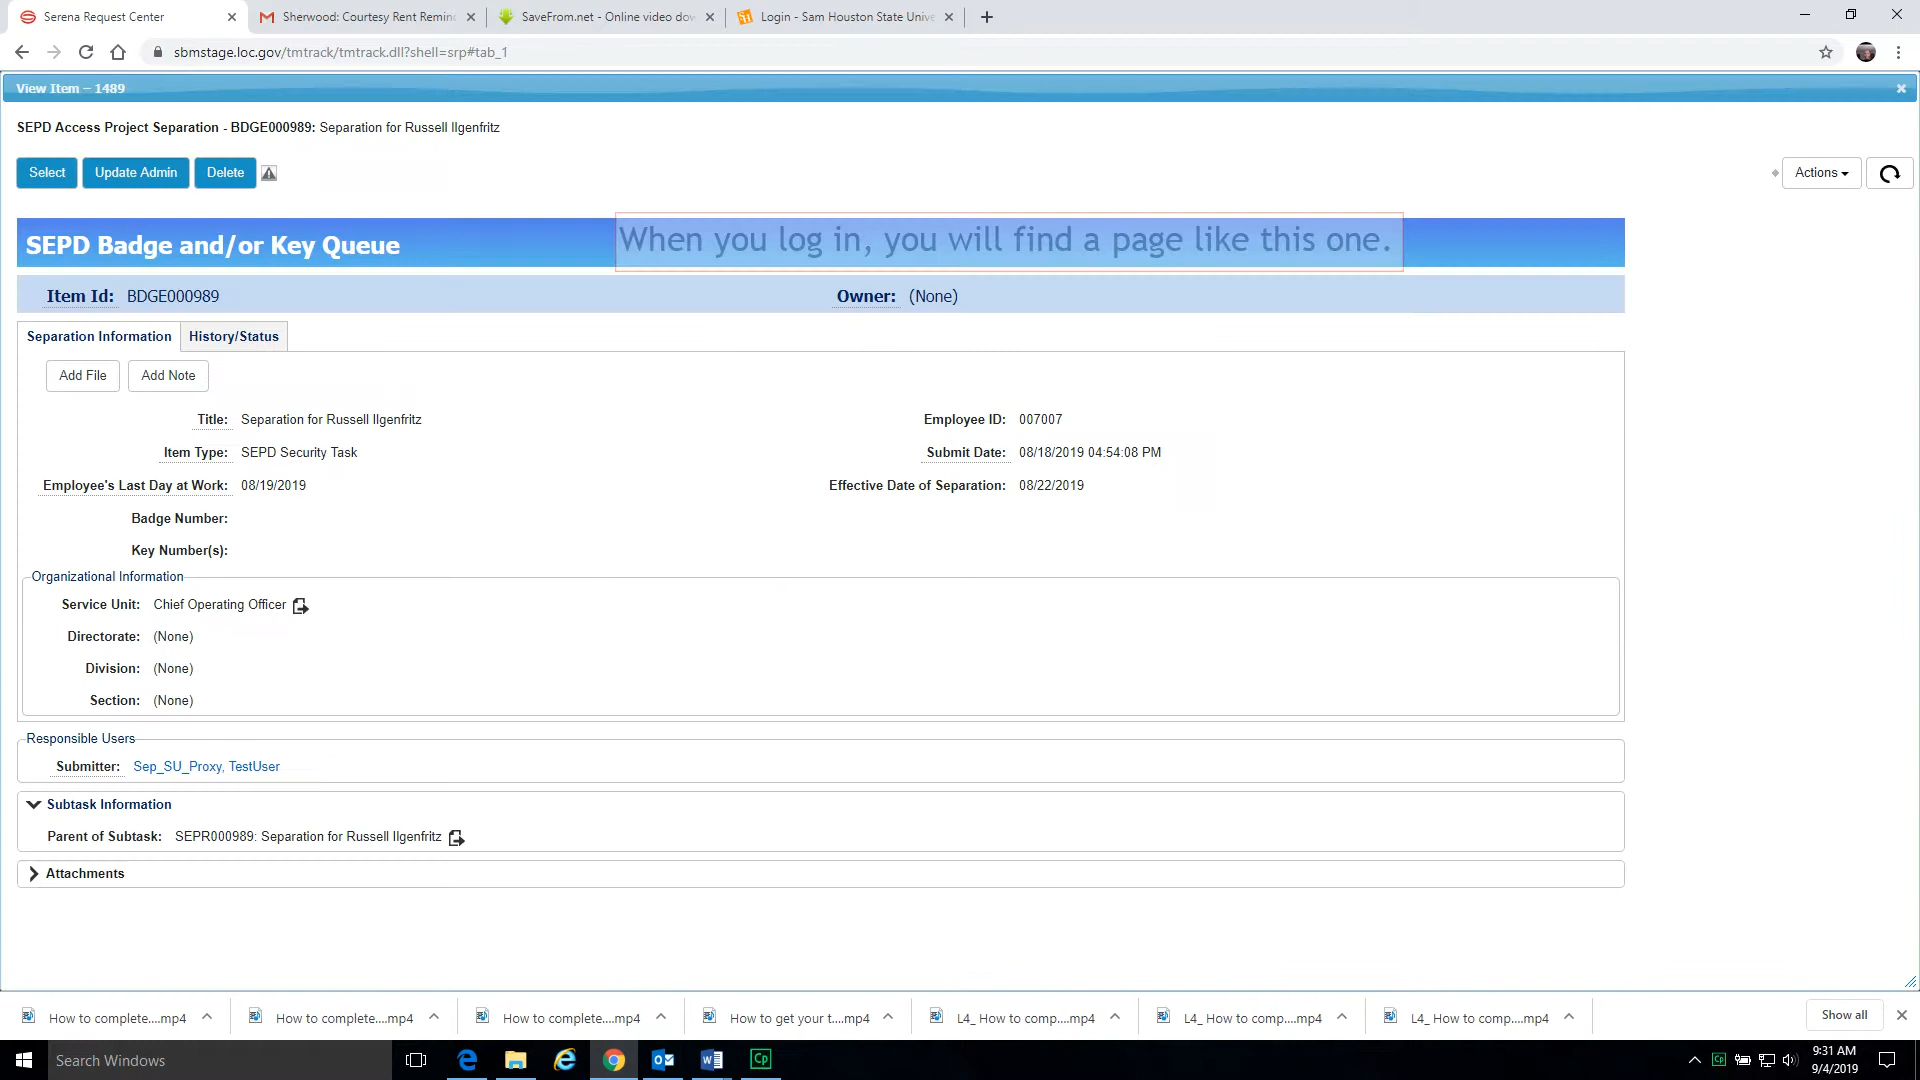 Serena Request Center
Sherwood: Courtesy Rent Remin
SaveFrom.net - Online video dow
Login - Sam Houston State Unive
sbmstage.loc.gov/tmtrack/tmtrack.dll?shell=srp#tab_1
View Item – 1489
SEPD Access Project Separation - BDGE000989: Separation for Russell Ilgenfritz
Select
Update Admin
Delete
Actions
SEPD Badge and/or Key Queue
When you log in, you will find a page like this one.
Item Id: BDGE000989
Owner: (None)
Separation Information
History/Status
Add File
Add Note
Title: Separation for Russell Ilgenfritz
Employee ID: 007007
Item Type: SEPD Security Task
Submit Date: 08/18/2019 04:54:08 PM
Employee's Last Day at Work: 08/19/2019
Effective Date of Separation: 08/22/2019
Badge Number:
Key Number(s):
Organizational Information
Service Unit: Chief Operating Officer
Directorate: (None)
Division: (None)
Section: (None)
Responsible Users
Submitter: Sep_SU_Proxy, TestUser
Subtask Information
Parent of Subtask: SEPR000989: Separation for Russell Ilgenfritz
Attachments
How to complete....mp4
How to complete....mp4
How to complete....mp4
How to get your t....mp4
L4_ How to comp....mp4
L4_ How to comp....mp4
L4_ How to comp....mp4
Show all
Search Windows
9:31 AM
9/4/2019